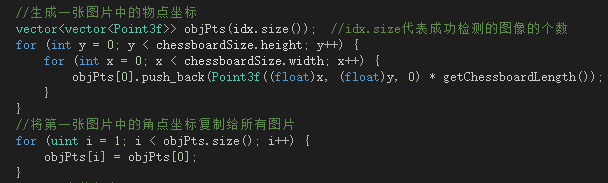 //生成一张图片中的物点坐标
vector<vector<Point3f>> objPts(idx.size());  //idx.size代表成功检测的图像的个数
for (int y = 0; y < chessboardSize.height; y++) {
    for (int x = 0; x < chessboardSize.width; x++) {
        objPts[0].push_back(Point3f((float)x, (float)y, 0) * getChessboardLength());
    }
}
//将第一张图片中的角点坐标复制给所有图片
for (uint i = 1; i < objPts.size(); i++) {
    objPts[i] = objPts[0];
}